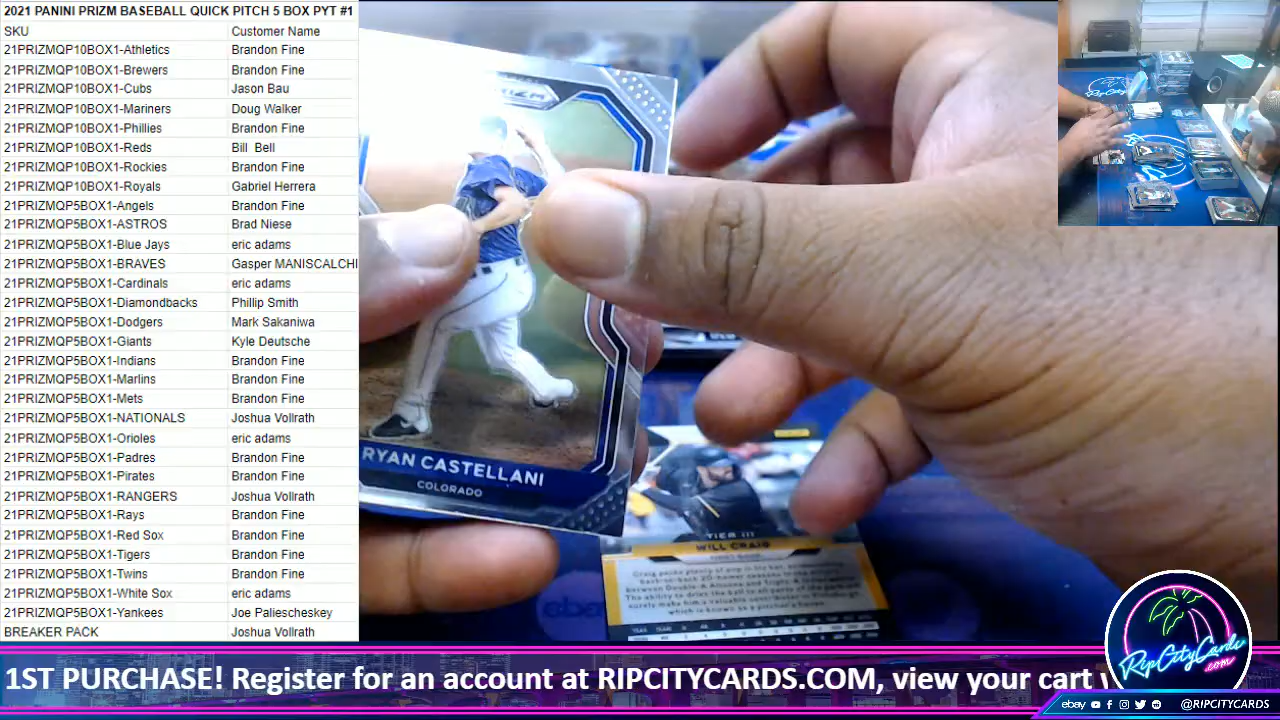 2021 PANINI PRIZM BASEBALL QUICK PITCH 5 BOX PYT #1
SKU Customer Name
21PRIZMQP10BOX1-Athletics Brandon Fine
21PRIZMQP10BOX1-Brewers Brandon Fine
21PRIZMQP10BOX1-Cubs Jason Bau
21PRIZMQP10BOX1-Mariners Doug Walker
21PRIZMQP10BOX1-Phillies Brandon Fine
21PRIZMQP10BOX1-Reds Bill Bell
21PRIZMQP10BOX1-Rockies Brandon Fine
21PRIZMQP10BOX1-Royals Gabriel Herrera
21PRIZMQP5BOX1-Angels Brandon Fine
21PRIZMQP5BOX1-ASTROS Brad Niese
21PRIZMQP5BOX1-Blue Jays eric adams
21PRIZMQP5BOX1-BRAVES Gasper MANISCALCHI
21PRIZMQP5BOX1-Cardinals eric adams
21PRIZMQP5BOX1-Diamondbacks Phillip Smith
21PRIZMQP5BOX1-Dodgers Mark Sakaniwa
21PRIZMQP5BOX1-Giants Kyle Deutsche
21PRIZMQP5BOX1-Indians Brandon Fine
21PRIZMQP5BOX1-Marlins Brandon Fine
21PRIZMQP5BOX1-Mets Brandon Fine
21PRIZMQP5BOX1-NATIONALS Joshua Vollrath
21PRIZMQP5BOX1-Orioles eric adams
21PRIZMQP5BOX1-Padres Brandon Fine
21PRIZMQP5BOX1-Pirates Brandon Fine
21PRIZMQP5BOX1-RANGERS Joshua Vollrath
21PRIZMQP5BOX1-Rays Brandon Fine
21PRIZMQP5BOX1-Red Sox Brandon Fine
21PRIZMQP5BOX1-Tigers Brandon Fine
21PRIZMQP5BOX1-Twins Brandon Fine
21PRIZMQP5BOX1-White Sox eric adams
21PRIZMQP5BOX1-Yankees Joe Paliescheskey
BREAKER PACK Joshua Vollrath
RYAN CASTELLANI
COLORADO
TIER III
WILL CRAIG
1ST PURCHASE! Register for an account at RIPCITYCARDS.COM, view your cart
RipCityCards
.com
ebay @RIPCITYCARDS